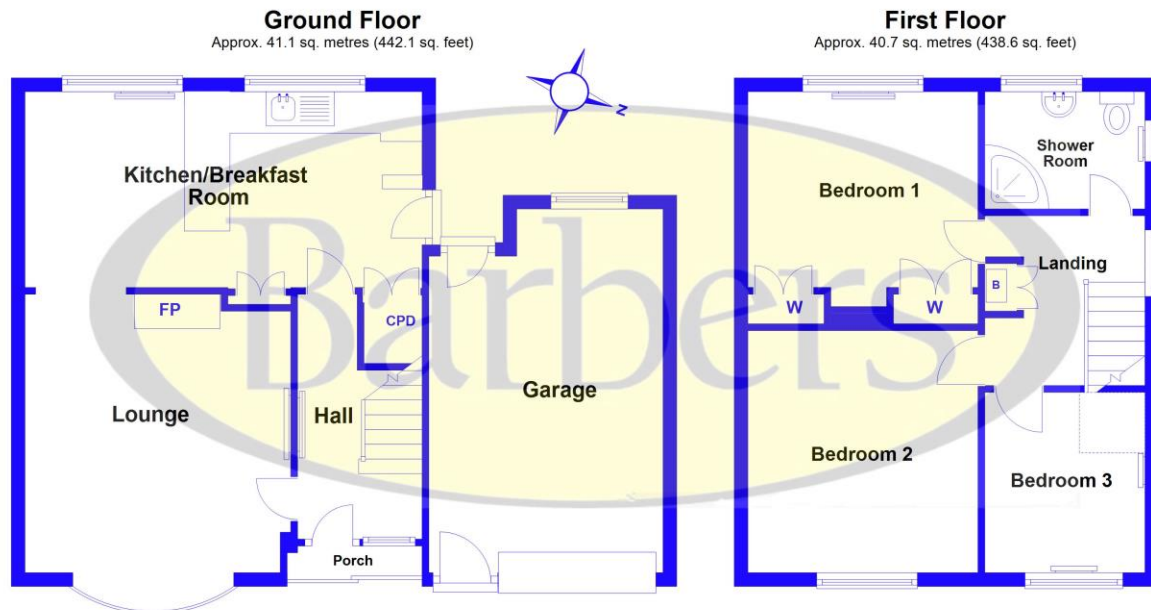 Ground Floor
Approx. 41.1 sq. metres (442.1 sq. feet)
N
Kitchen/Breakfast
Room
FP
CPD
Lounge
Hall
Garage
Porch
First Floor
Approx. 40.7 sq. metres (438.6 sq. feet)
Shower
Room
Bedroom 1
Landing
B
W
W
Bedroom 2
Bedroom 3
Barbers